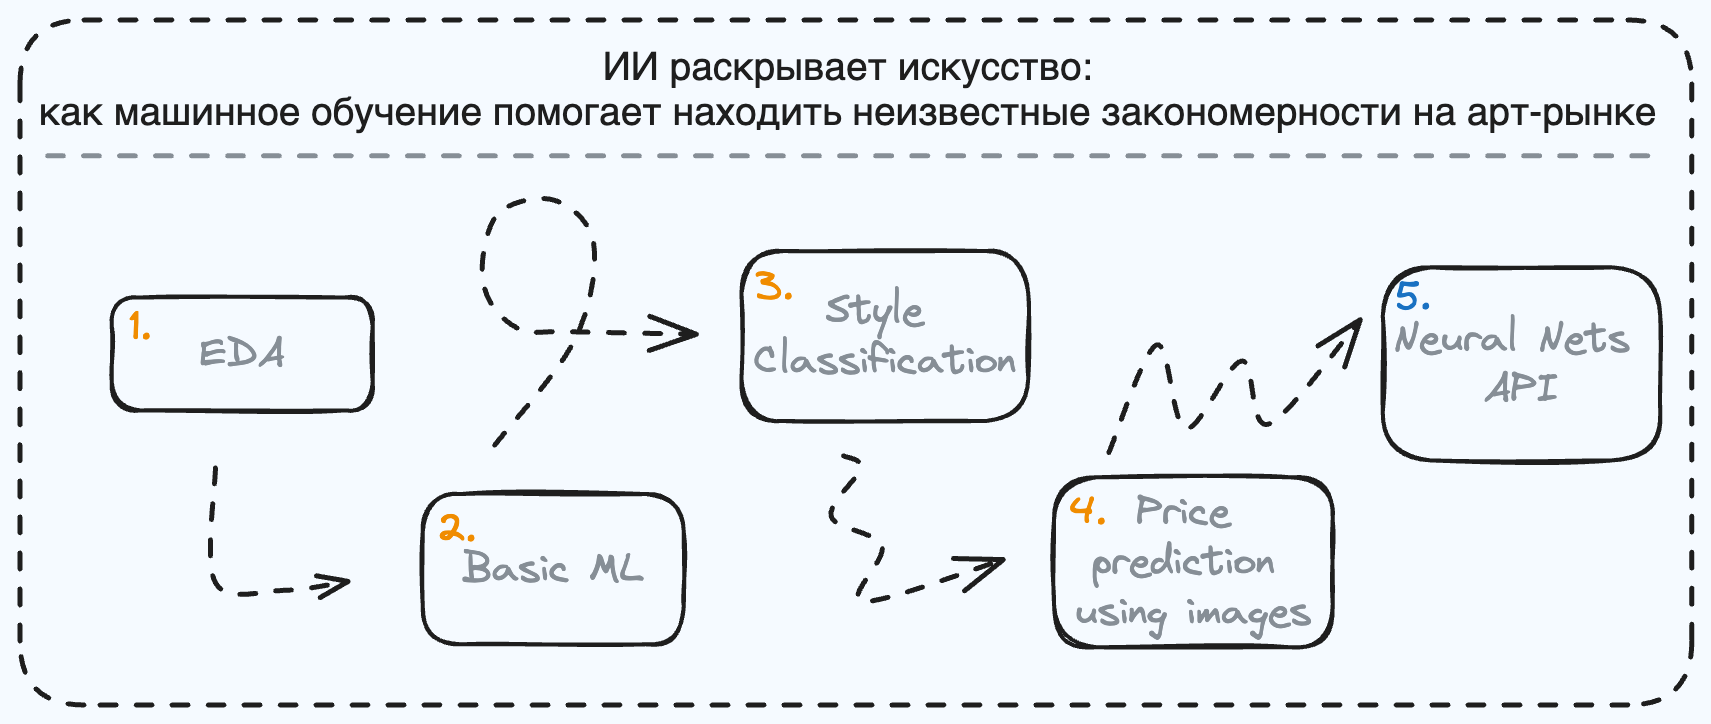 ИИ раскрывает искусство:
как машинное обучение помогает находить неизвестные закономерности на арт-рынке
1.
EDA
2.
Basic ML
3.
Style
Classification
4. Price
prediction
using images
5.
Neural Nets
API